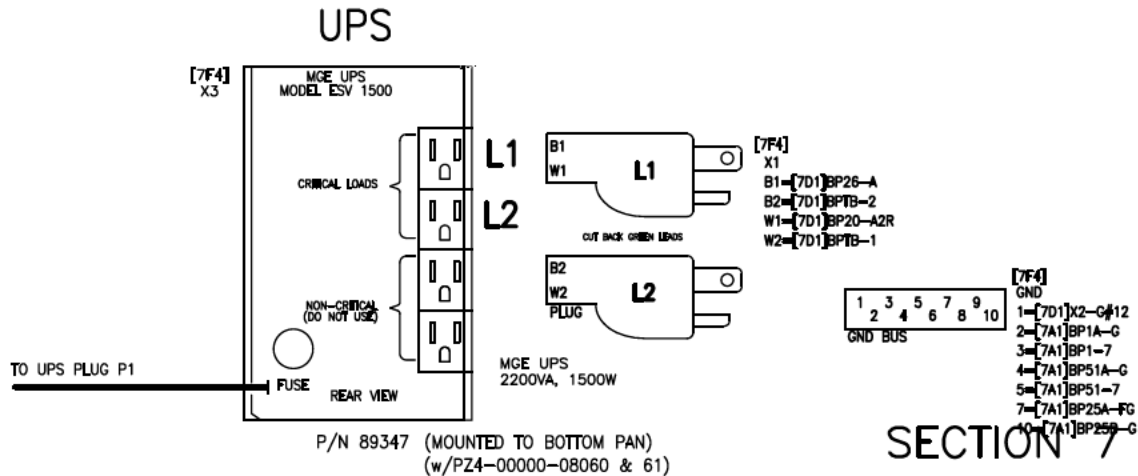 UPS
[7F4]
X3
MGE UPS
MODEL ESV 1500
CRITICAL LOADS
L1
L2
NON-CRITICAL
(DO NOT USE)
FUSE
REAR VIEW
TO UPS PLUG P1
B1
W1
L1
CUT BACK GREEN LEADS
B2
W2
L2
PLUG
MGE UPS
2200VA, 1500W
P/N 89347 (MOUNTED TO BOTTOM PAN)
(w/PZ4-00000-08060 & 61)
[7F4]
X1
B1=[7D1]BP26-A
B2=[7D1]BPTB-2
W1=[7D1]BP20-A2R
W2=[7D1]BPTB-1
1 2 3 4 5 6 7 8 9 10
GND BUS
[7F4]
GND
1=[7D1]X2-G#12
2=[7A1]BP1A-G
3=[7A1]BP1-7
4=[7A1]BP51A-G
5=[7A1]BP51-7
7=[7A1]BP25A-FG
10=[7A1]BP25B-G
SECTION 7